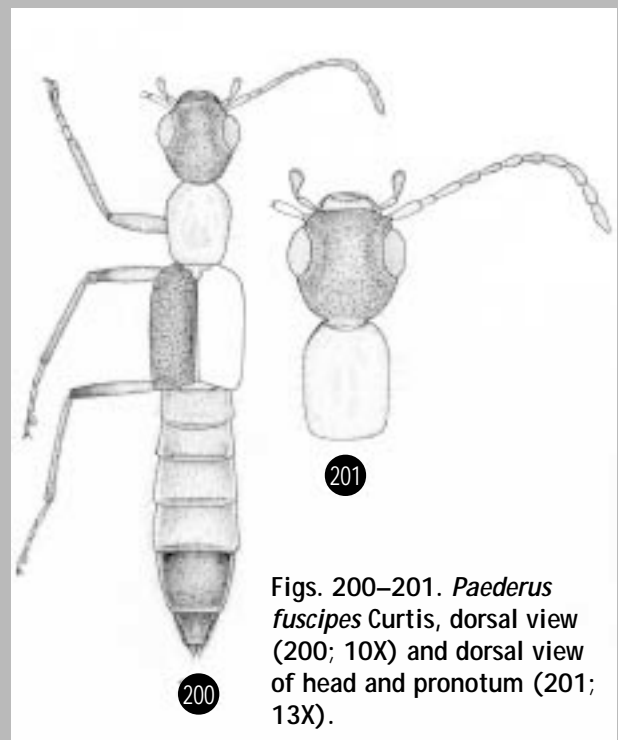 201
Figs. 200–201. Paederus
fuscipes Curtis, dorsal view
(200; 10X) and dorsal view
of head and pronotum (201;
13X).
200